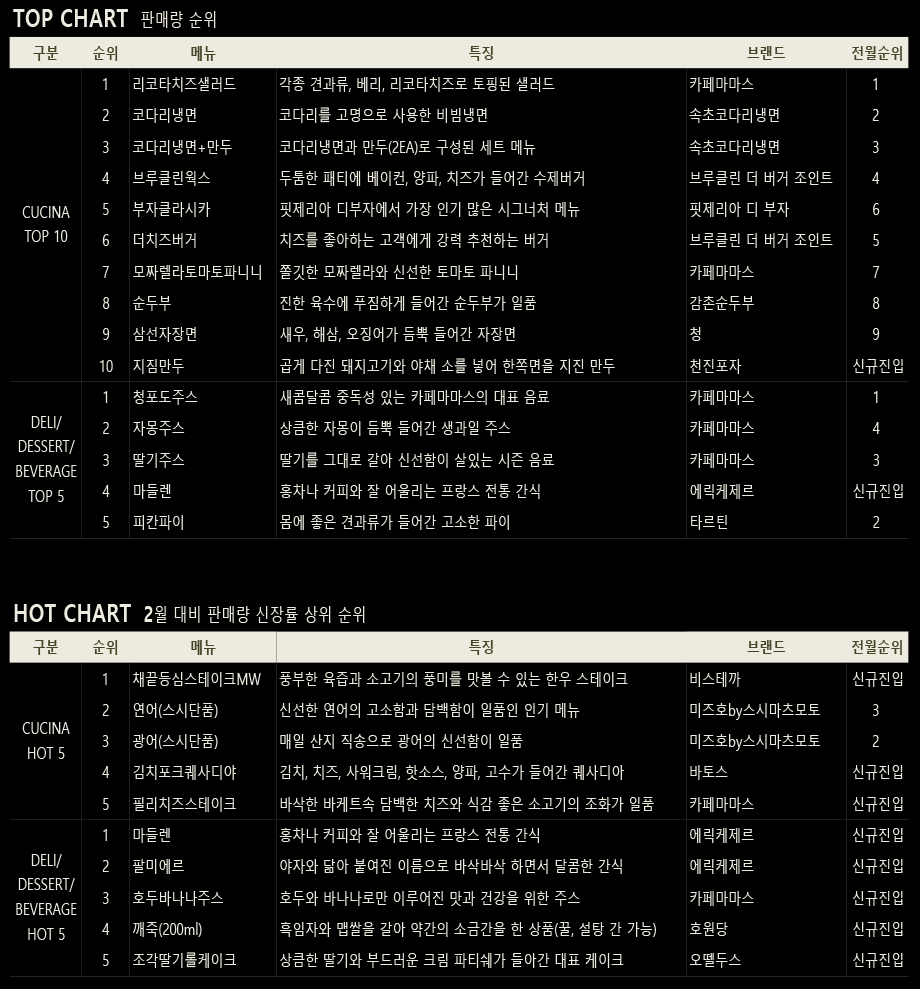 TOP CHART 판매량 순위
구분 순위 메뉴 특징 브랜드 전월순위
CUCINA
TOP 10
1 리코타치즈샐러드 각종 견과류, 베리, 리코타치즈로 토핑된 샐러드 카페마마스 1
2 코다리냉면 코다리를 고명으로 사용한 비빔냉면 속초코다리냉면 2
3 코다리냉면+만두 코다리냉면과 만두(2EA)로 구성된 세트 메뉴 속초코다리냉면 3
4 브루클린웍스 두툼한 패티에 베이컨, 양파, 치즈가 들어간 수제버거 브루클린 더 버거 조인트 4
5 부자클라시카 핏제리아 디부자에서 가장 인기 많은 시그너처 메뉴 핏제리아 디 부자 6
6 더치즈버거 치즈를 좋아하는 고객에게 강력 추천하는 버거 브루클린 더 버거 조인트 5
7 모짜렐라토마토파니니 쫄깃한 모짜렐라와 신선한 토마토 파니니 카페마마스 7
8 순두부 진한 육수에 푸짐하게 들어간 순두부가 일품 감촌순두부 8
9 삼선자장면 새우, 해삼, 오징어가 듬뿍 들어간 자장면 청 9
10 지짐만두 곱게 다진 돼지고기와 야채 소를 넣어 한쪽면을 지진 만두 천진포자 신규진입
DELI/
DESSERT/
BEVERAGE
TOP 5
1 청포도주스 새콤달콤 중독성 있는 카페마마스의 대표 음료 카페마마스 1
2 자몽주스 상큼한 자몽이 듬뿍 들어간 생과일 주스 카페마마스 4
3 딸기주스 딸기를 그대로 갈아 신선함이 살있는 시즌 음료 카페마마스 3
4 마들렌 홍차나 커피와 잘 어울리는 프랑스 전통 간식 에릭케제르 신규진입
5 피칸파이 몸에 좋은 견과류가 들어간 고소한 파이 타르틴 2
HOT CHART 2월 대비 판매량 신장률 상위 순위
구분 순위 메뉴 특징 브랜드 전월순위
CUCINA
HOT 5
1 채끝등심스테이크MW 풍부한 육즙과 소고기의 풍미를 맛볼 수 있는 한우 스테이크 비스테까 신규진입
2 연어(스시단품) 신선한 연어의 고소함과 담백함이 일품인 인기 메뉴 미즈호by스시마츠모토 3
3 광어(스시단품) 매일 산지 직송으로 광어의 신선함이 일품 미즈호by스시마츠모토 2
4 김치포크퀘사디야 김치, 치즈, 사워크림, 핫소스, 양파, 고수가 들어간 퀘사디아 바토스 신규진입
5 필리치즈스테이크 바삭한 바케트속 담백한 치즈와 식감 좋은 소고기의 조화가 일품 카페마마스 신규진입
DELI/
DESSERT/
BEVERAGE
HOT 5
1 마들렌 홍차나 커피와 잘 어울리는 프랑스 전통 간식 에릭케제르 신규진입
2 팔미에르 야자와 닮아 붙여진 이름으로 바삭바삭 하면서 달콤한 간식 에릭케제르 신규진입
3 호두바나나주스 호두와 바나나로만 이루어진 맛과 건강을 위한 주스 카페마마스 신규진입
4 깨죽(200ml) 흑임자와 맵쌀을 갈아 약간의 소금간을 한 상품(꿀, 설탕 간 가능) 호원당 신규진입
5 조각딸기롤케이크 상큼한 딸기와 부드러운 크림 파티쉐가 들아간 대표 케이크 오뗄두스 신규진입